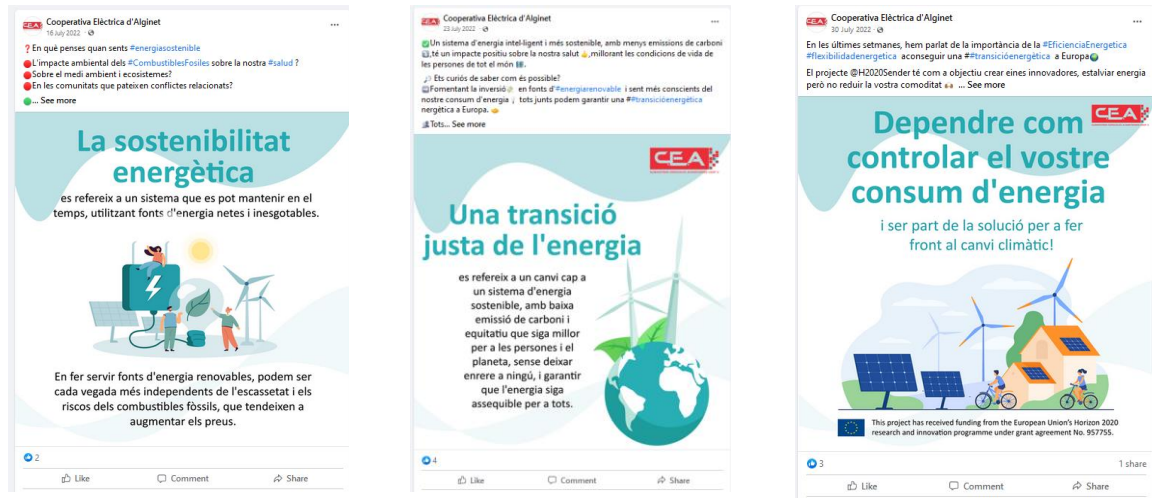 Cooperativa Elèctrica d'Alginet
16 July 2022
En què penses quan sents #energiasostenible
L'impacte ambiental dels #CombustiblesFosiles sobre la nostra #salud ?
Sobre el medi ambient i ecosistemes?
En les comunitats que pateixen conflictes relacionats?
... See more
La sostenibilitat
energètica
es refereix a un sistema que es pot mantenir en el
temps, utilitzant fonts d'energia netes i inesgotables.
En fer servir fonts d'energia renovables, podem ser
cada vegada més independents de l'escassetat i els
riscos dels combustibles fòssils, que tendeixen a
augmentar els preus.
2
Like Comment Share
Cooperativa Elèctrica d'Alginet
23 July 2022
Un sistema d'energia intel·ligent i més sostenible, amb menys emissions de carboni
,té un impacte positiu sobre la nostra salut ,millorant les condicions de vida de
les persones de tot el món
Ets curiós de saber com és possible?
Fomentant la inversió en fonts d'#energiarenovable i sent més conscients del
nostre consum d'energia , tots junts podem garantir una ##transicióenergética
nergètica a Europa.
Tots... See more
CEA
Una transició
justa de l'energia
es refereix a un canvi cap a
un sistema d'energia
sostenible, amb baixa
emissió de carboni i
equitatiu que siga millor
per a les persones i el
planeta, sense deixar
enrere a ningú, i garantir
que l'energia siga
assequible per a tots.
4
Like Comment Share
Cooperativa Elèctrica d'Alginet
30 July 2022
En les últimes setmanes, hem parlat de la importància de la #EficienciaEnergetica
#flexibilidadenergetica per aconseguir una ##transicióenergética a Europa
El projecte @H2020Sender té com a objectiu crear eines innovadores, estalviar energia
però no reduir la vostra comoditat ... See more
CEA
Dependre com
controlar el vostre
consum d'energia
i ser part de la solució per a fer
front al canvi climàtic!
This project has received funding from the European Union's Horizon 2020
research and innovation programme under grant agreement No. 957755.
3 1 share
Like Comment Share